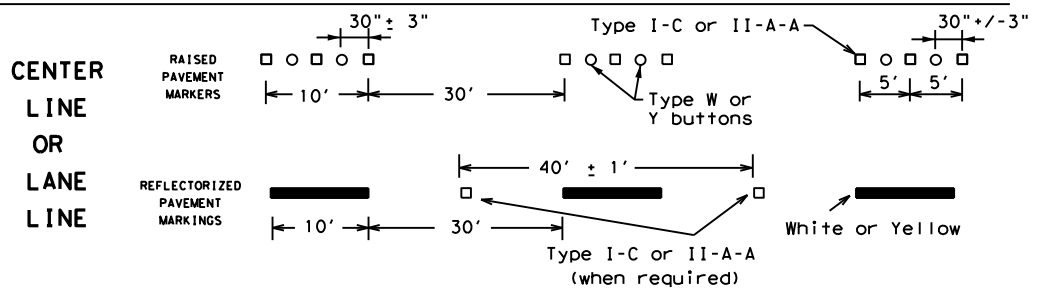 CENTER
LINE
OR
LANE
LINE
RAISED
PAVEMENT
MARKERS
30"± 3"
10'
30'
Type I-C or II-A-A
Type W or
Y buttons
30"+/-3"
5'
5'
REFLECTORIZED
PAVEMENT
MARKINGS
10'
30'
40' ± 1'
Type I-C or II-A-A
(when required)
White or Yellow